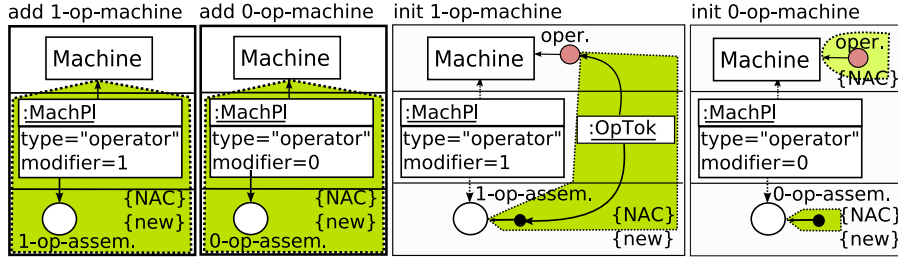 add 1-op-machine
Machine
:MachPl
type="operator"
modifier=1
{NAC}
{new}
1-op-assem.
add 0-op-machine
Machine
:MachPl
type="operator"
modifier=0
{NAC}
{new}
0-op-assem.
init 1-op-machine
oper.
Machine
:MachPl
type="operator"
modifier=1
:OpTok
1-op-assem.
{NAC}
{new}
init 0-op-machine
oper.
Machine
{NAC}
:MachPl
type="operator"
modifier=0
0-op-assem.
{NAC}
{new}